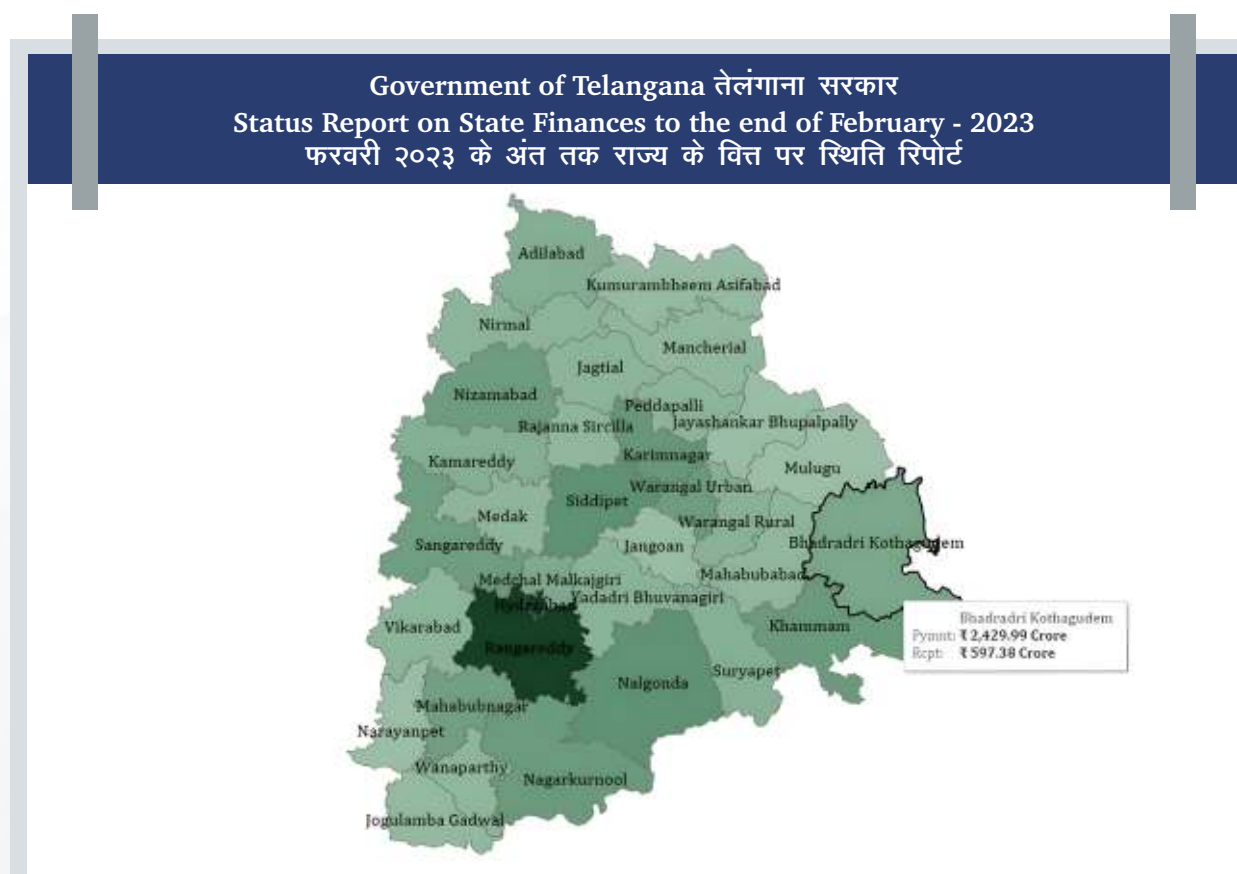 Government of Telangana तेलंगाना सरकार
Status Report on State Finances to the end of February - 2023
फरवरी २०२३ के अंत तक राज्य के वित्त पर स्थिति रिपोर्ट
Adilabad
Kumurambheem Asifabad
Nirmal
Mancherial
Jagtial
Nizamabad
Peddapalli
Rajanna Sircilla
Jayashankar Bhupalpally
Kamareddy
Karimnagar
Mulugu
Warangal Urban
Siddipet
Medak
Warangal Rural
Sangareddy
Jangoan
Bhadradri Kothagudem
Medchal Malkajgiri
Mahabubabad
Hyderabad
Yadadri Bhuvanagiri
Vikarabad
Khammam
Bhadradri Kothagudem
Pymnt: ₹ 2,429.99 Crore
Rcpt: ₹ 597.38 Crore
Rangareddy
Suryapet
Nalgonda
Mahabubnagar
Narayanpet
Wanaparthy
Nagarkurnool
Jogulamba Gadwal